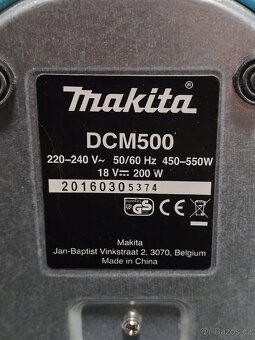 makita®
DCM500
220–240 V~ 50/60 Hz 450–550W
18 V⎓ 200 W
20160305374
Makita
Jan-Baptist Vinkstraat 2, 3070, Belgium
Made in China